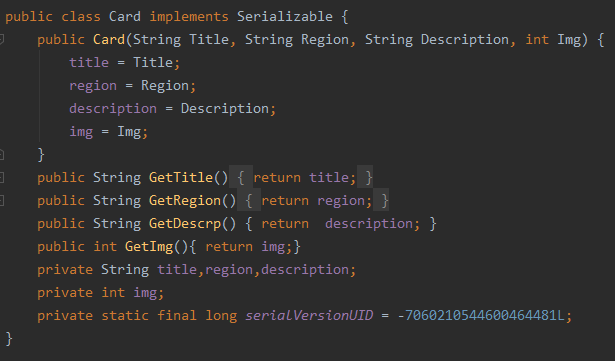 public class Card implements Serializable {
public Card(String Title, String Region, String Description, int Img) {
title = Title;
region = Region;
description = Description;
img = Img;
}
public String GetTitle() { return title; }
public String GetRegion() { return region; }
public String GetDescrp() { return  description; }
public int GetImg(){ return img;}
private String title,region,description;
private int img;
private static final long serialVersionUID = -7060210544600464481L;
}